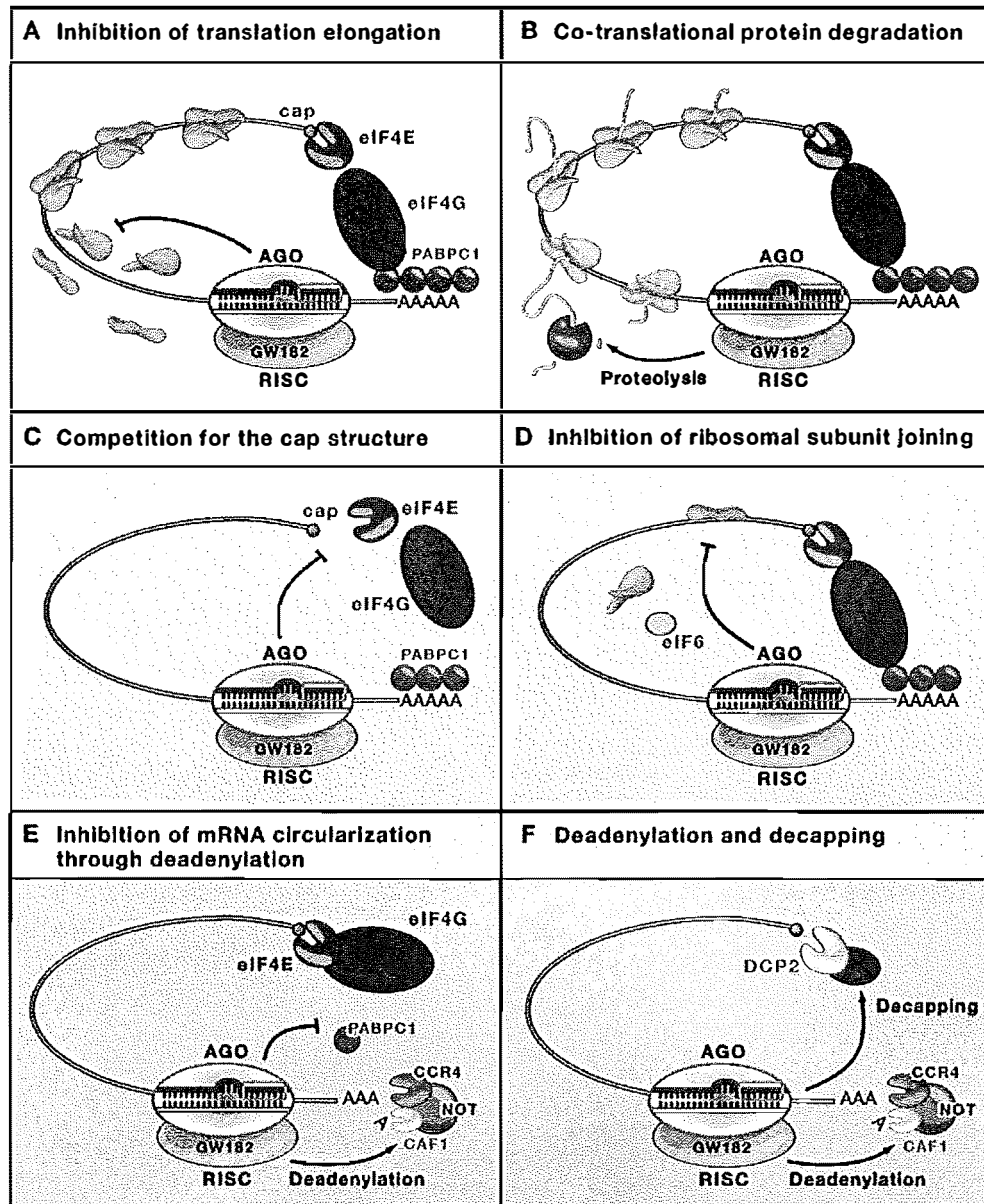 A Inhibition of translation elongation
cap
eIF4E
eIF4G
PABPC1
AGO
AAAAA
GW182
RISC
B Co-translational protein degradation
AGO
AAAAA
GW182
Proteolysis
RISC
C Competition for the cap structure
cap
eIF4E
eIF4G
AGO
PABPC1
AAAAA
GW182
RISC
D Inhibition of ribosomal subunit joining
eIF6
AGO
AAAAA
GW182
RISC
E Inhibition of mRNA circularization
through deadenylation
eIF4G
eIF4E
PABPC1
AGO
CCR4
AAA
NOT
A
GW182
CAF1
RISC
Deadenylation
F Deadenylation and decapping
DCP2
Decapping
AGO
CCR4
AAA
NOT
A
GW182
CAF1
RISC
Deadenylation